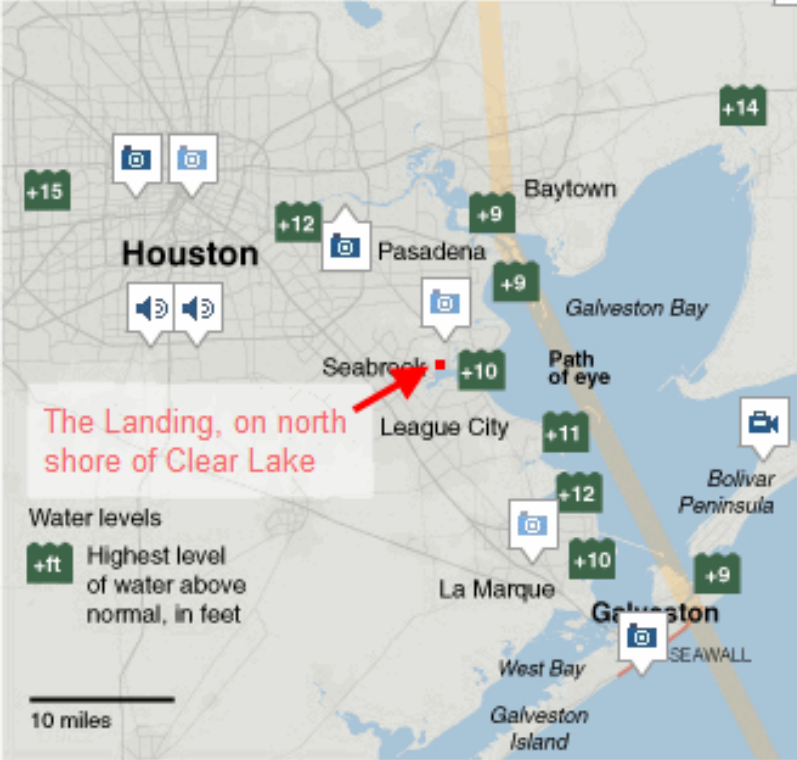 +14
Baytown
+15
+9
+12
Houston
Pasadena
+9
Galveston Bay
Seabrook
+10
Path
of eye
The Landing, on north
shore of Clear Lake
League City
+11
Bolivar
Peninsula
+12
Water levels
+ft
Highest level
of water above
normal, in feet
+10
+9
La Marque
Galveston
SEAWALL
West Bay
10 miles
Galveston
Island